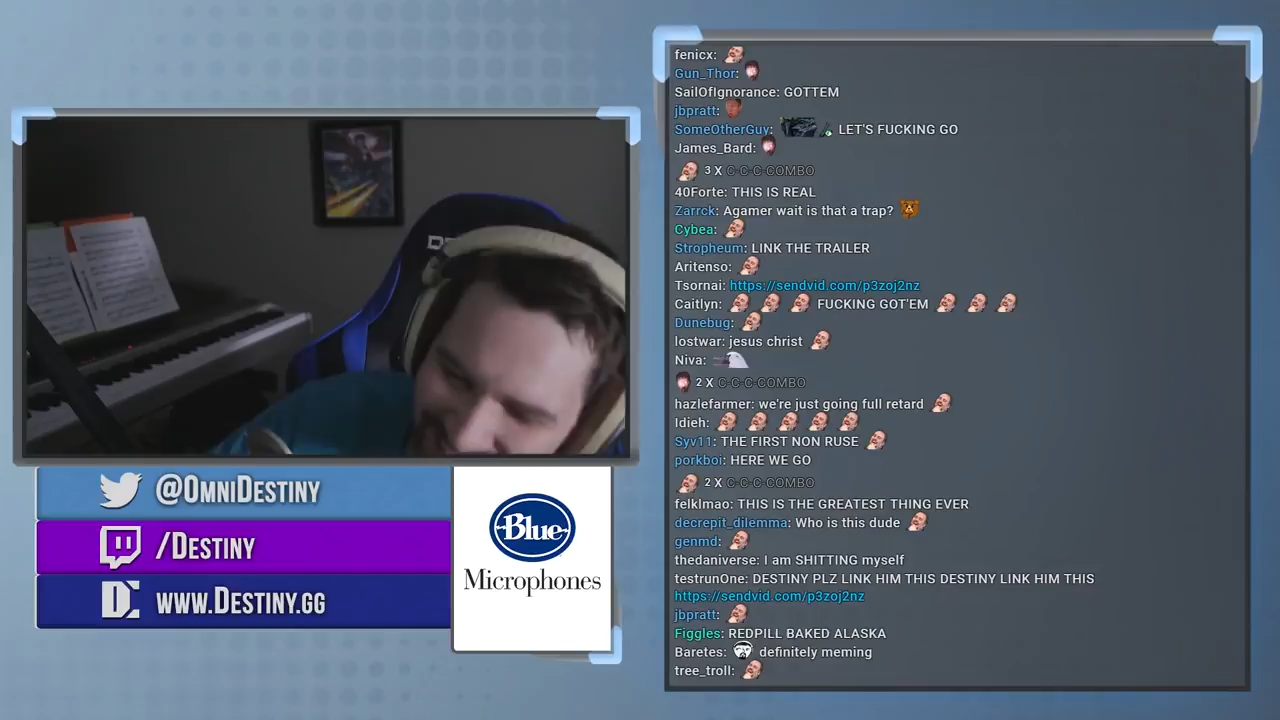 fenicx:
Gun_Thor:
SailOfIgnorance: GOTTEM
jbpratt:
SomeOtherGuy: LET'S FUCKING GO
James_Bard:
3 X C-C-C-COMBO
40Forte: THIS IS REAL
Zarrck: Agamer wait is that a trap?
Cybea:
Stropheum: LINK THE TRAILER
Aritenso:
Tsornai: https://sendvid.com/p3zoj2nz
Caitlyn: FUCKING GOT'EM
Dunebug:
lostwar: jesus christ
Niva:
2 X C-C-C-COMBO
hazlefarmer: we're just going full retard
Idieh:
Syv11: THE FIRST NON RUSE
porkboi: HERE WE GO
2 X C-C-C-COMBO
felklmao: THIS IS THE GREATEST THING EVER
decrepit_dilemma: Who is this dude
genmd:
thedaniverse: I am SHITTING myself
testrunOne: DESTINY PLZ LINK HIM THIS DESTINY LINK HIM THIS
https://sendvid.com/p3zoj2nz
jbpratt:
Figgles: REDPILL BAKED ALASKA
Baretes: definitely meming
tree_troll:
@OmniDestiny
/Destiny
www.Destiny.gg
Blue
Microphones